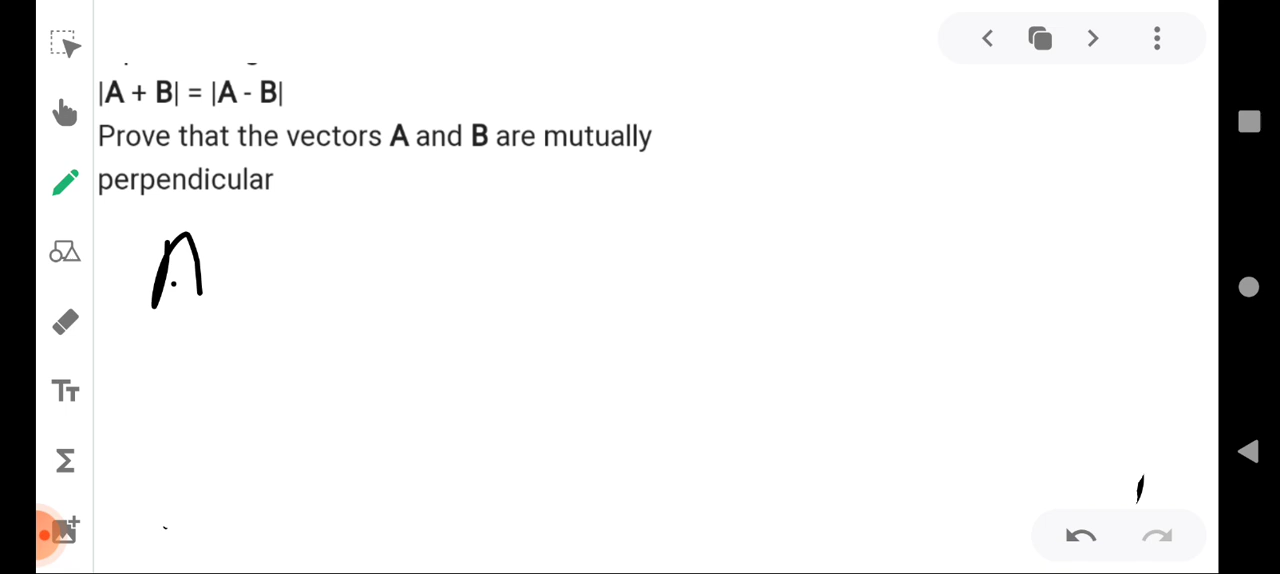 |A + B| = |A - B|
Prove that the vectors A and B are mutually
perpendicular
A